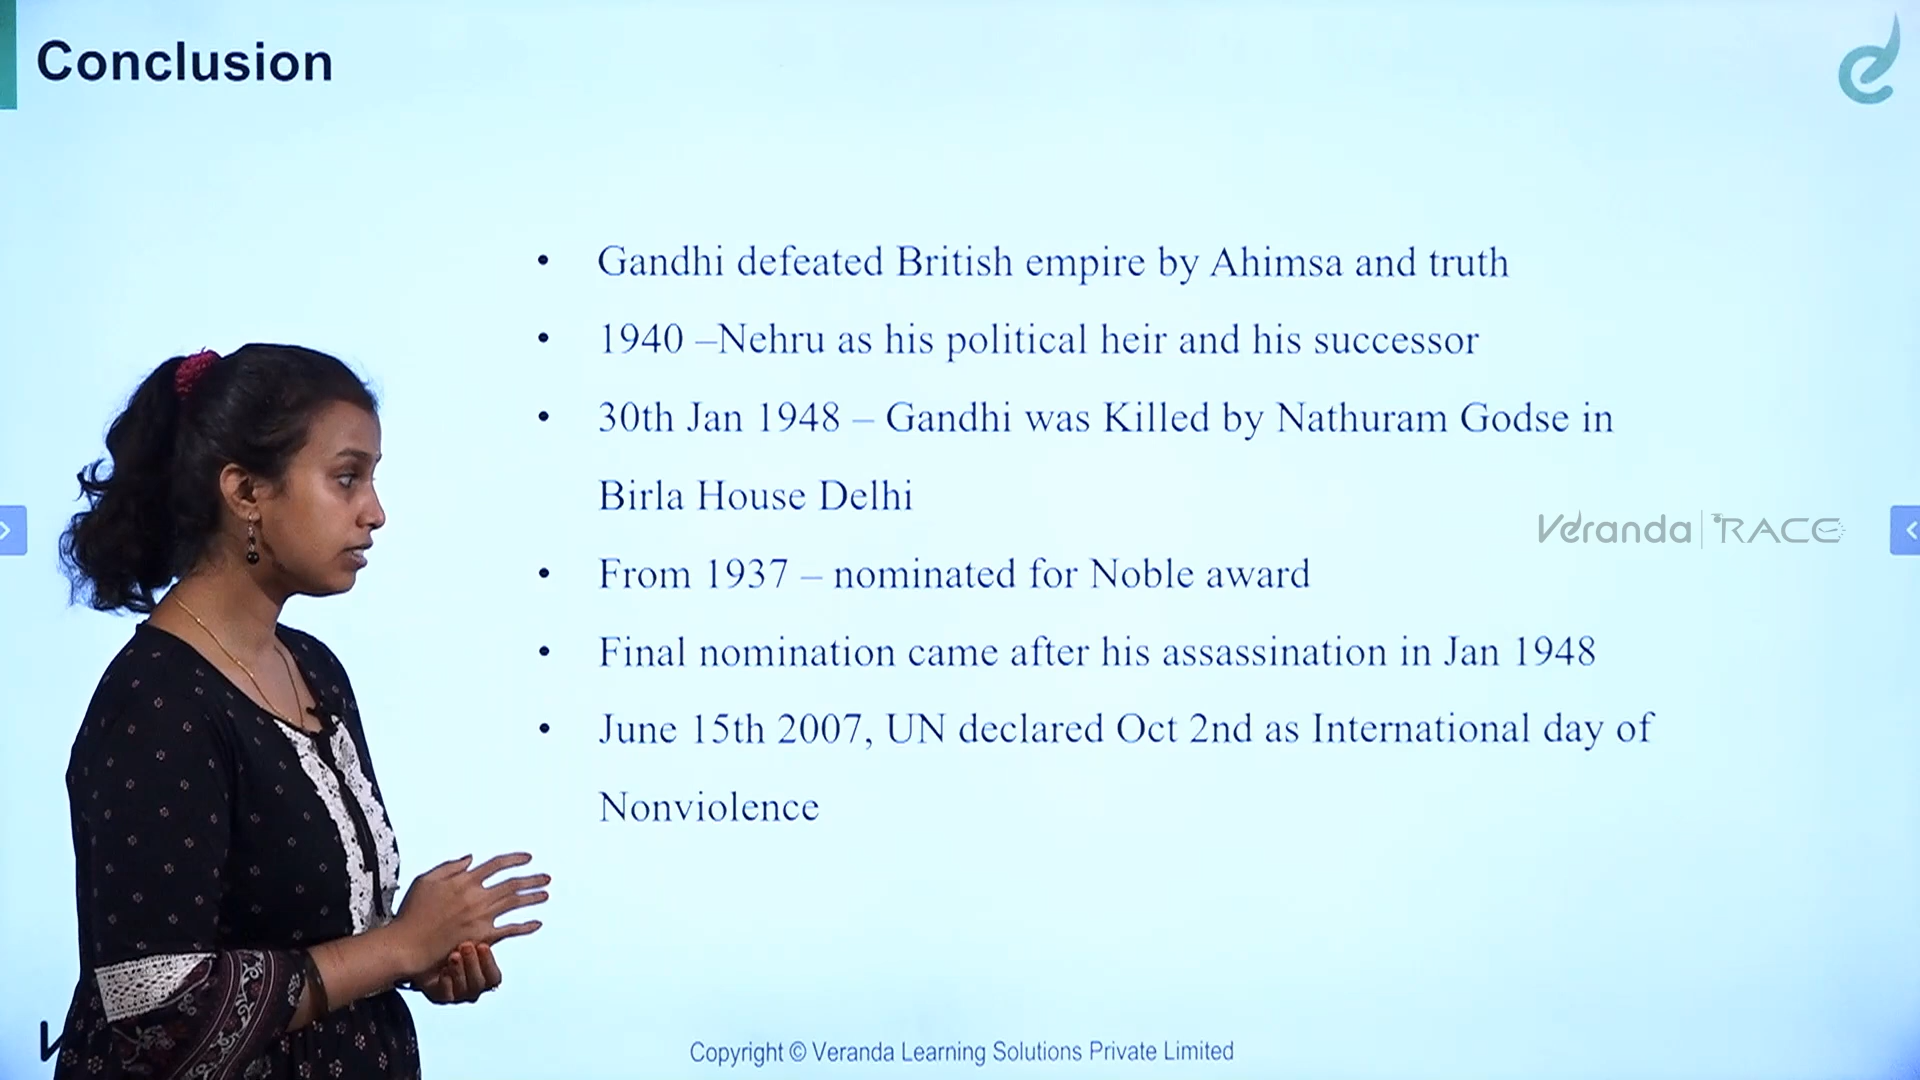 Conclusion
• Gandhi defeated British empire by Ahimsa and truth
• 1940 –Nehru as his political heir and his successor
• 30th Jan 1948 – Gandhi was Killed by Nathuram Godse in
Birla House Delhi
Veranda | RACE
• From 1937 – nominated for Noble award
• Final nomination came after his assassination in Jan 1948
• June 15th 2007, UN declared Oct 2nd as International day of
Nonviolence
Copyright © Veranda Learning Solutions Private Limited